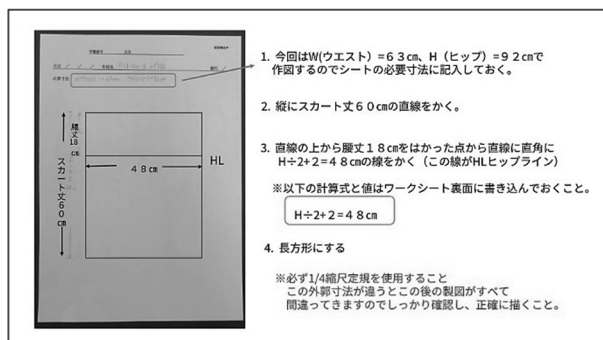 1. 今回はW(ウエスト）=６３㎝、H（ヒップ）=９２㎝で
作図するのでシートの必要寸法に記入しておく。
2. 縦にスカート丈６０㎝の直線をかく。
3. 直線の上から腰丈１８㎝をはかった点から直線に直角に
H÷2+２=４８㎝の線をかく（この線がHLヒップライン）
※以下の計算式と値はワークシート裏面に書き込んでおくこと。
H÷2+２=４８㎝
4. 長方形にする
※必ず1/4縮尺定規を使用すること
この外郭寸法が違うとこの後の製図がすべて
間違ってきますのでしっかり確認し、正確に描くこと。
腰丈18㎝
スカート丈６０㎝
４８㎝
HL